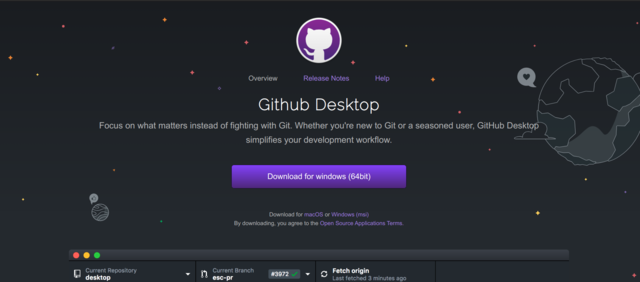 Overview Release Notes Help
Github Desktop
Focus on what matters instead of fighting with Git. Whether you're new to Git or a seasoned user, GitHub Desktop
simplifies your development workflow.
Download for windows (64bit)
Download for macOS or Windows (msi)
By downloading, you agree to the Open Source Applications Terms.
Current Repository Current Branch #3972 Fetch origin
desktop esc-pr Last fetched 3 minutes ago